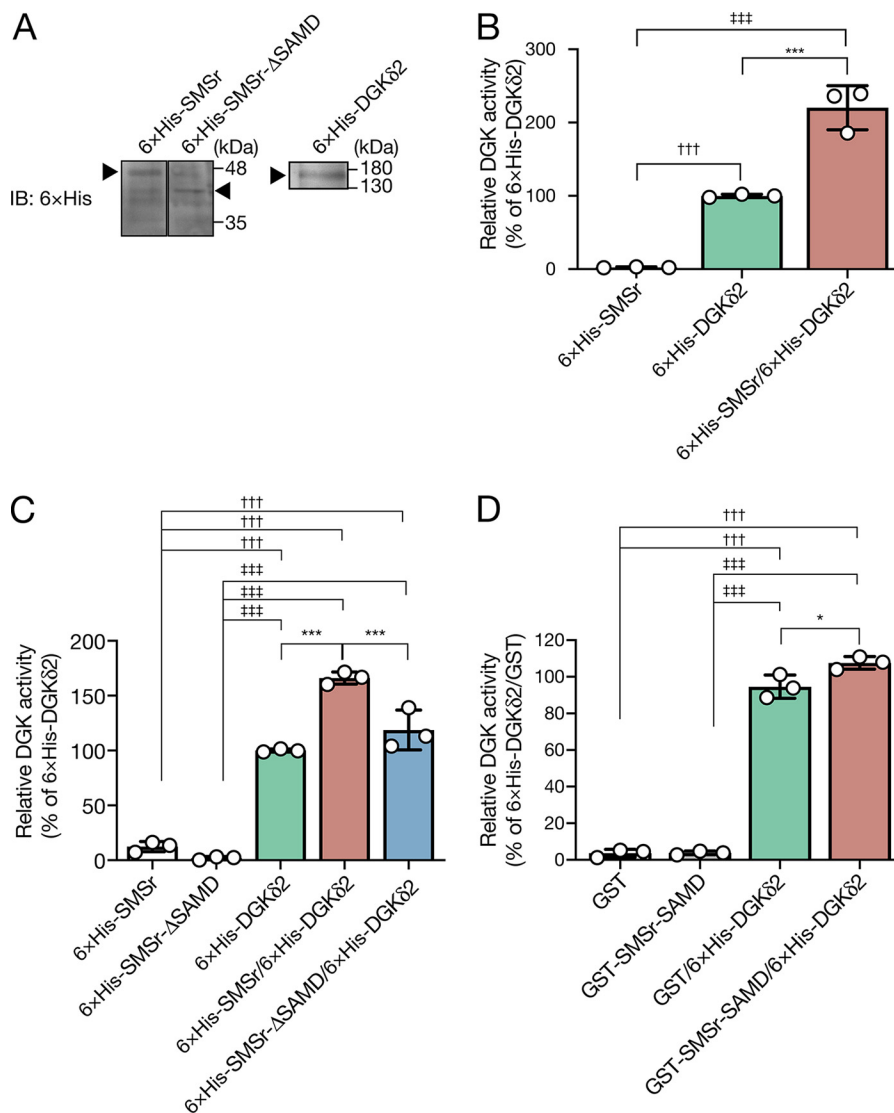 A
6×His-SMSr
6×His-SMSr-ΔSAMD
(kDa)
6×His-DGKδ2
(kDa)
IB: 6×His
48
35
180
130
B
Relative DGK activity
(% of 6×His-DGKδ2)
300
200
100
0
‡‡‡
***
†††
6×His-SMSr
6×His-DGKδ2
6×His-SMSr/6×His-DGKδ2
C
Relative DGK activity
(% of 6×His-DGKδ2)
200
150
100
50
0
†††
†††
†††
‡‡‡
‡‡‡
‡‡‡
*** ***
6×His-SMSr
6×His-SMSr-ΔSAMD
6×His-DGKδ2
6×His-SMSr/6×His-DGKδ2
6×His-SMSr-ΔSAMD/6×His-DGKδ2
D
Relative DGK activity
(% of 6×His-DGKδ2/GST)
120
100
80
60
40
20
0
†††
†††
‡‡‡
‡‡‡
*
GST
GST-SMSr-SAMD
GST/6×His-DGKδ2
GST-SMSr-SAMD/6×His-DGKδ2